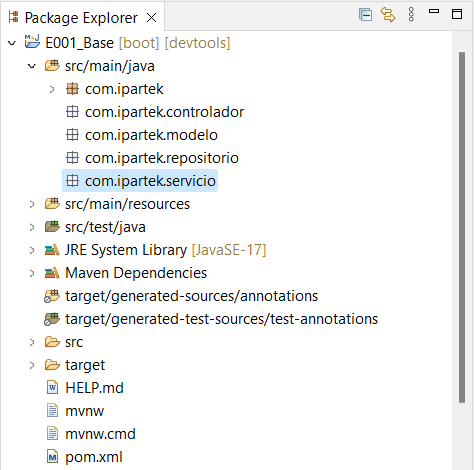 Package Explorer
E001_Base [boot] [devtools]
src/main/java
com.ipartek
com.ipartek.controlador
com.ipartek.modelo
com.ipartek.repositorio
com.ipartek.servicio
src/main/resources
src/test/java
JRE System Library [JavaSE-17]
Maven Dependencies
target/generated-sources/annotations
target/generated-test-sources/test-annotations
src
target
HELP.md
mvnw
mvnw.cmd
pom.xml